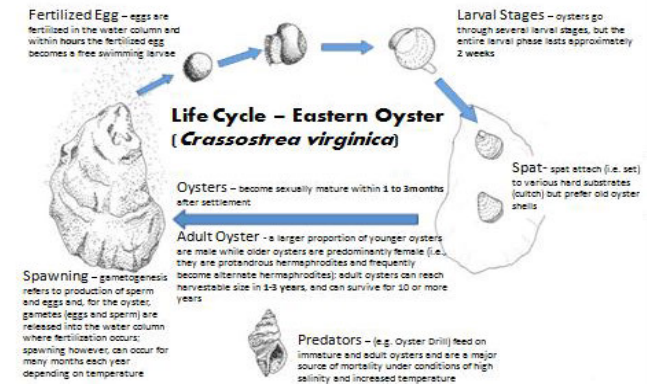 Fertilized Egg – eggs are
fertilized in the water column and
within hours the fertilized egg
becomes a free swimming larvae
Larval Stages – oysters go
through several larval stages, but the
entire larval phase lasts approximately
2 weeks
Life Cycle – Eastern Oyster
(Crassostrea virginica)
Spat- spat attach (i.e. set)
to various hard substrates
(cultch) but prefer old oyster
shells
Oysters – become sexually mature within 1 to 3months
after settlement
Adult Oyster - a larger proportion of younger oysters
are male while older oysters are predominantly female (i.e.,
they are protandrous hermaphrodites and frequently
become alternate hermaphrodites); adult oysters can reach
harvestable size in 1-3 years, and can survive for 10 or more
years
Spawning – gametogenesis
refers to production of sperm
and eggs and, for the oyster,
gametes (eggs and sperm) are
released into the water column
where fertilization occurs;
spawning however, can occur for
many months each year
depending on temperature
Predators – (e.g. Oyster Drill) feed on
immature and adult oysters and are a major
source of mortality under conditions of high
salinity and increased temperature